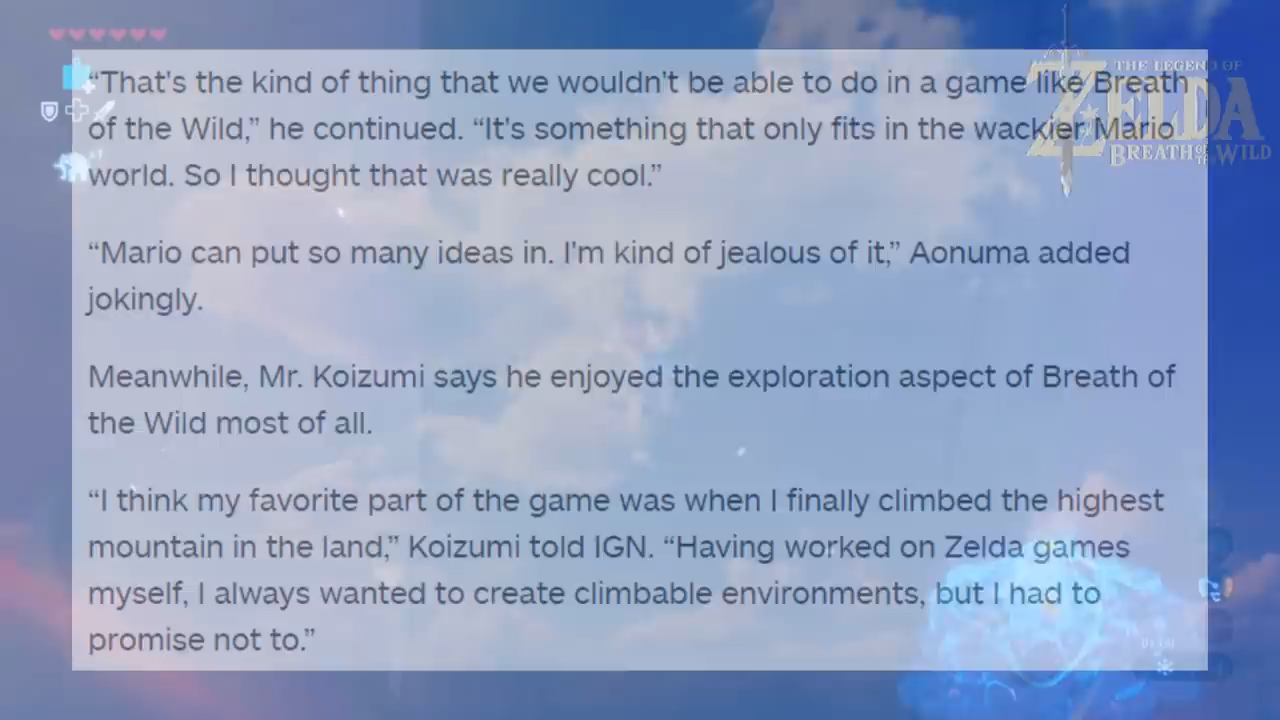 “That's the kind of thing that we wouldn't be able to do in a game like Breath
of the Wild,” he continued. “It's something that only fits in the wackier Mario
world. So I thought that was really cool.”
“Mario can put so many ideas in. I'm kind of jealous of it,” Aonuma added
jokingly.
Meanwhile, Mr. Koizumi says he enjoyed the exploration aspect of Breath of
the Wild most of all.
“I think my favorite part of the game was when I finally climbed the highest
mountain in the land,” Koizumi told IGN. “Having worked on Zelda games
myself, I always wanted to create climbable environments, but I had to
promise not to.”
THE LEGEND OF
ZELDA
BREATH OF THE WILD